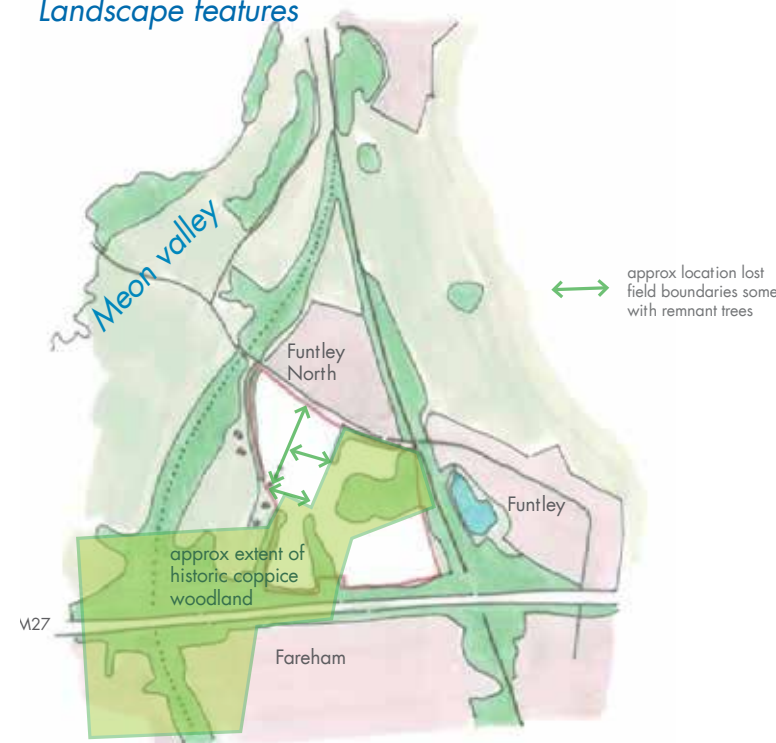 Landscape features
Meon valley
approx location lost
field boundaries some
with remnant trees
Funtley
North
Funtley
approx extent of
historic coppice
woodland
M27
Fareham